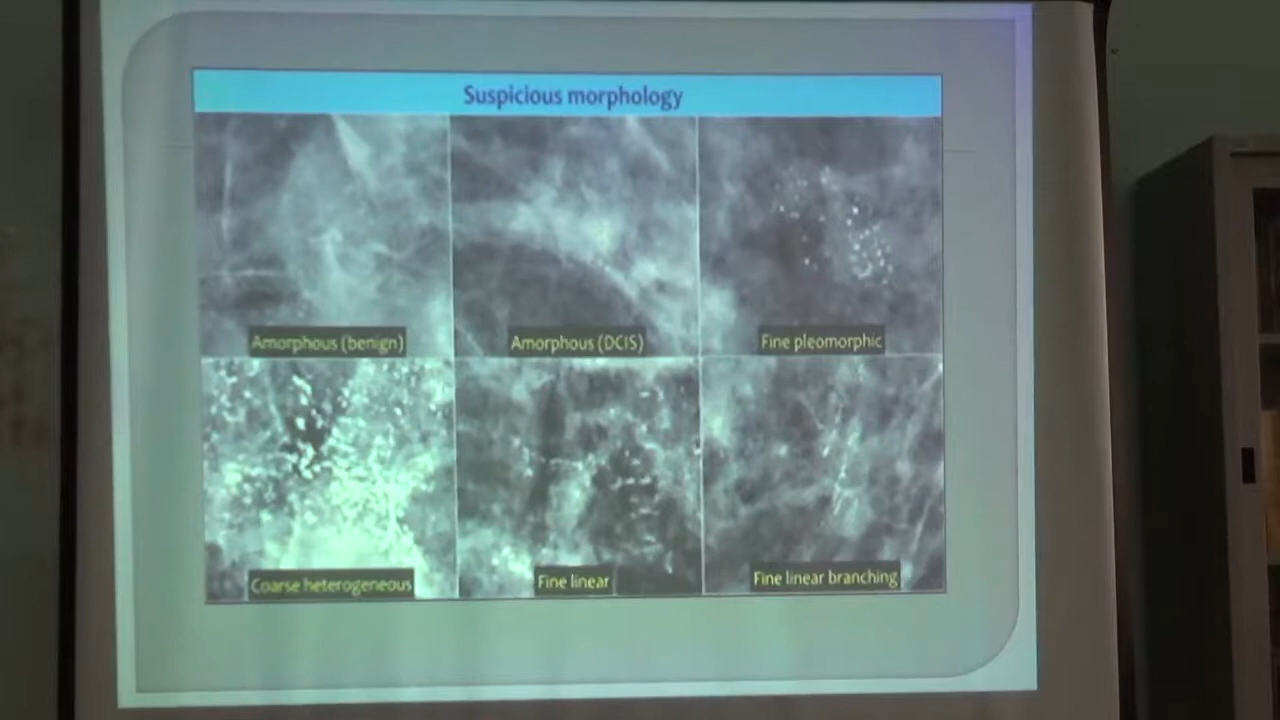 Suspicious morphology
Amorphous (benign)
Amorphous (DCIS)
Fine pleomorphic
Coarse heterogeneous
Fine linear
Fine linear branching